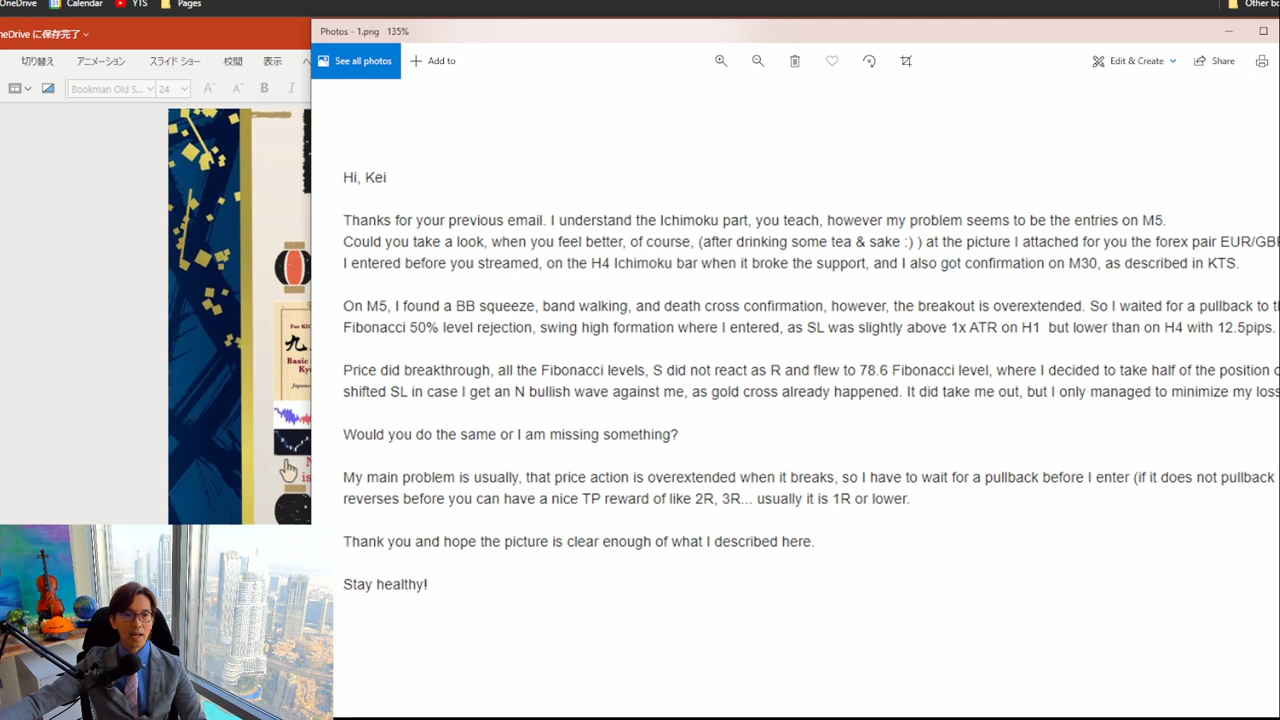 OneDrive
Calendar
YTS
Pages
Other bo
neDrive に保存完了
Photos - 1.png 135%
切り替え アニメーション スライド ショー 校閲 表示 ヘ
See all photos
Add to
Edit & Create
Share
Bookman Old S... 24 A A B I
Hi, Kei
Thanks for your previous email. I understand the Ichimoku part, you teach, however my problem seems to be the entries on M5.
Could you take a look, when you feel better, of course, (after drinking some tea & sake :) ) at the picture I attached for you the forex pair EUR/GBP
I entered before you streamed, on the H4 Ichimoku bar when it broke the support, and I also got confirmation on M30, as described in KTS.
On M5, I found a BB squeeze, band walking, and death cross confirmation, however, the breakout is overextended. So I waited for a pullback to t
Fibonacci 50% level rejection, swing high formation where I entered, as SL was slightly above 1x ATR on H1 but lower than on H4 with 12.5pips.
Price did breakthrough, all the Fibonacci levels, S did not react as R and flew to 78.6 Fibonacci level, where I decided to take half of the position o
shifted SL in case I get an N bullish wave against me, as gold cross already happened. It did take me out, but I only managed to minimize my loss
Would you do the same or I am missing something?
My main problem is usually, that price action is overextended when it breaks, so I have to wait for a pullback before I enter (if it does not pullback
reverses before you can have a nice TP reward of like 2R, 3R... usually it is 1R or lower.
Thank you and hope the picture is clear enough of what I described here.
Stay healthy!
九
Basic
Ky
Japane
N
is